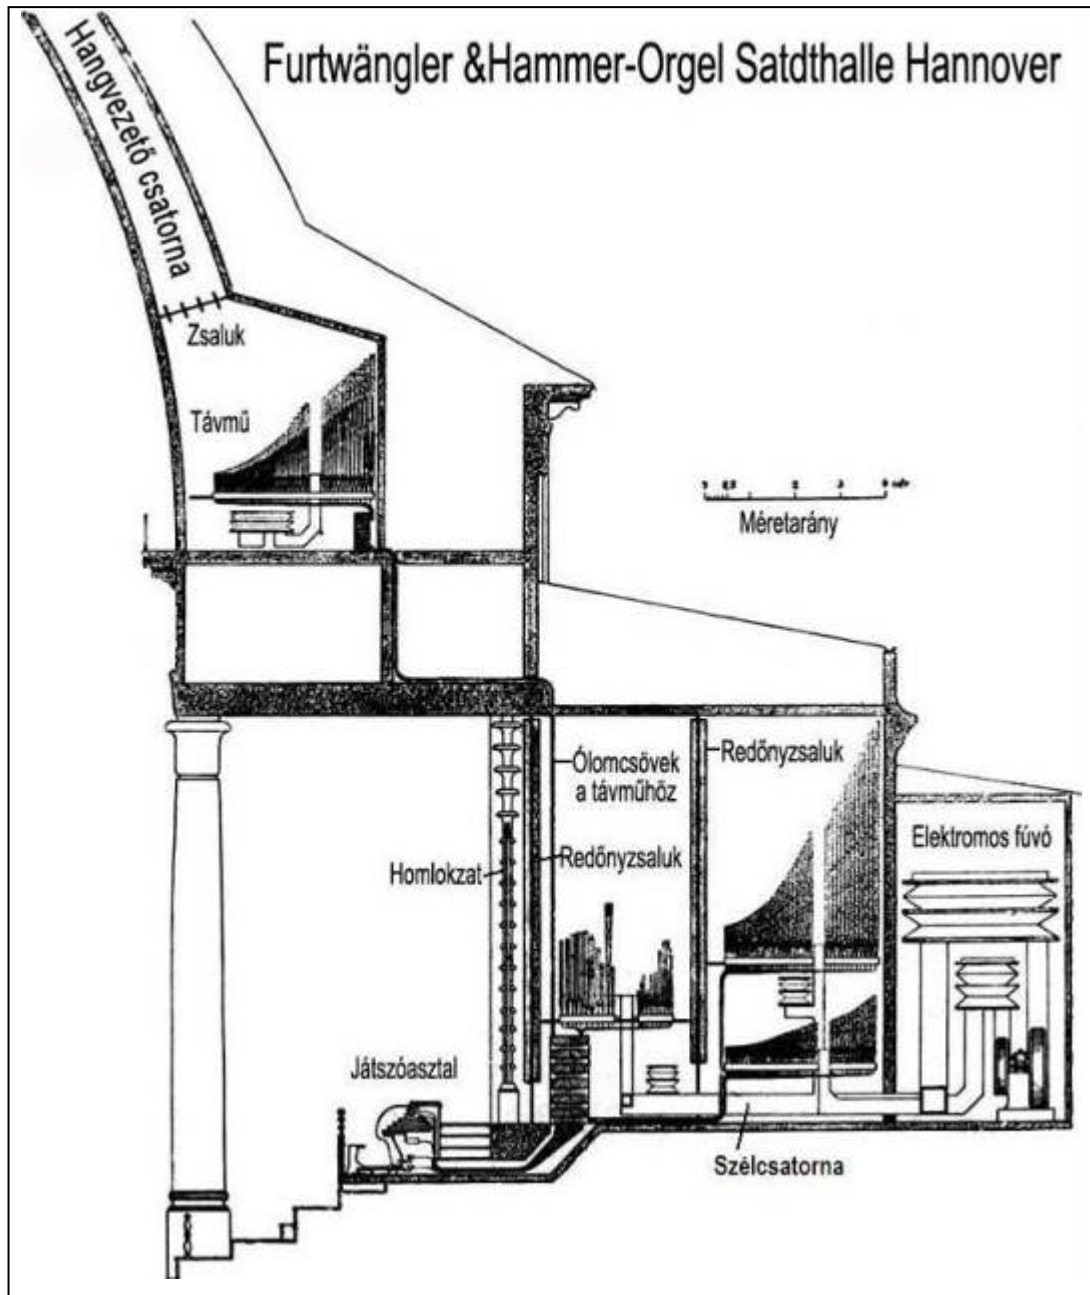 Furtwängler &Hammer-Orgel Satdthalle Hannover
Hangvezető csatorna
Zsaluk
Távmű
Méretarány
Ólomcsövek
a távműhöz
Redőnyzsaluk
Elektromos fúvó
Homlokzat
Redőnyzsaluk
Játszóasztal
Szélcsatorna